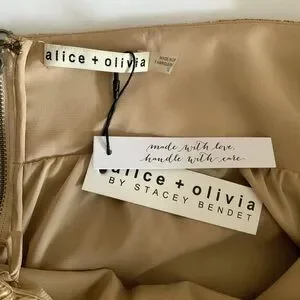 alice + olivia
made with love,
handle with care.
alice + olivia
BY STACEY BENDET